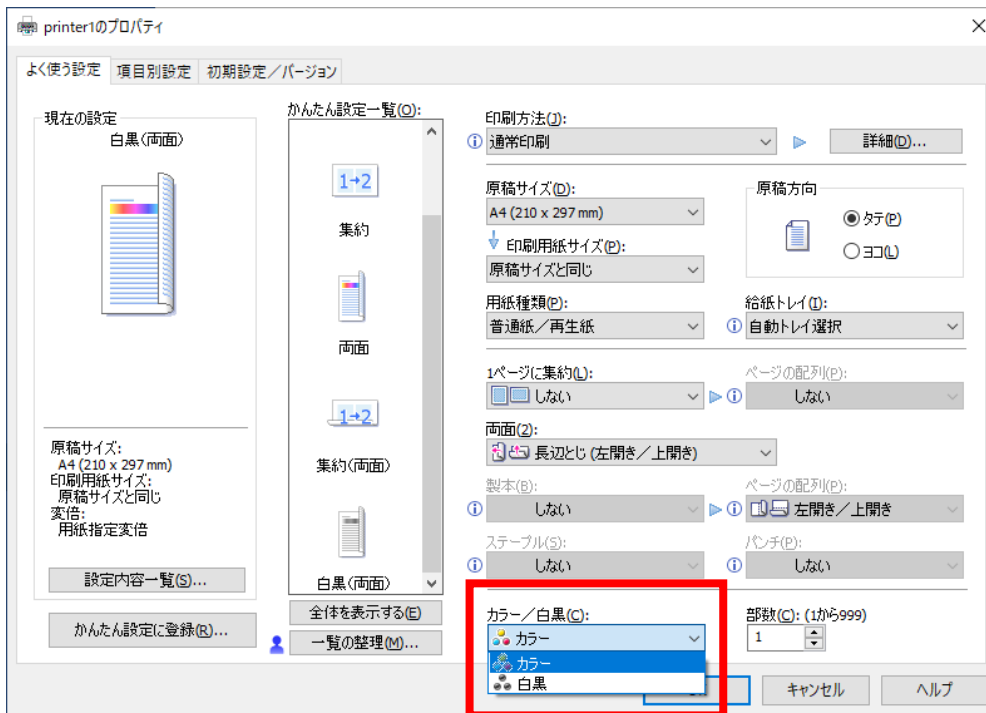 printer1のプロパティ
よく使う設定
項目別設定
初期設定／バージョン
現在の設定
白黒(両面)
原稿サイズ:
A4 (210 x 297 mm)
印刷用紙サイズ:
原稿サイズと同じ
変倍:
用紙指定変倍
設定内容一覧(S)...
かんたん設定に登録(R)...
かんたん設定一覧(O):
1→2
集約
両面
1→2
集約(両面)
白黒(両面)
全体を表示する(E)
一覧の整理(M)...
印刷方法(J):
通常印刷
詳細(D)...
原稿サイズ(D):
A4 (210 x 297 mm)
原稿方向
タテ(P)
ヨコ(L)
印刷用紙サイズ(P):
原稿サイズと同じ
用紙種類(P):
普通紙／再生紙
給紙トレイ(I):
自動トレイ選択
1ページに集約(L):
しない
ページの配列(P):
しない
両面(2):
長辺とじ (左開き／上開き)
製本(B):
しない
ページの配列(P):
左開き／上開き
ステープル(S):
しない
パンチ(P):
しない
カラー／白黒(C):
カラー
カラー
白黒
部数(C): (1から999)
1
キャンセル
ヘルプ